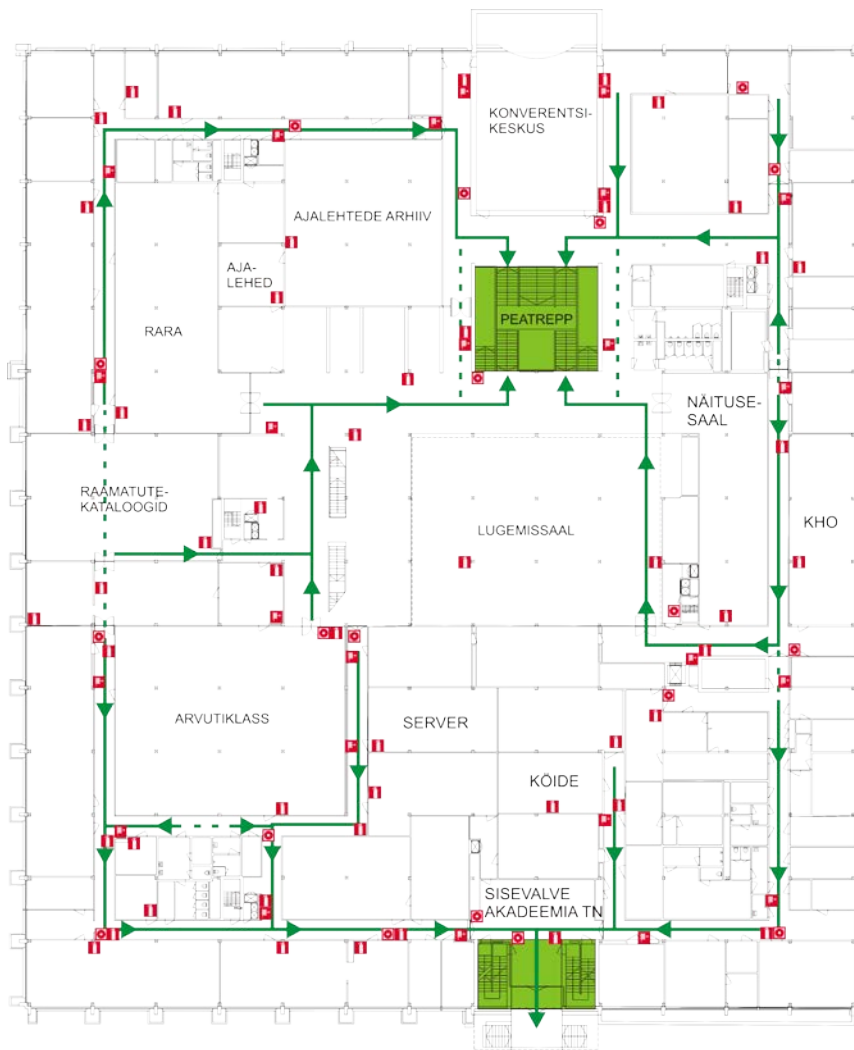 KONVERENTSI-
KESKUS
AJALEHTEDE ARHIIV
AJA-
LEHED
PEATREPP
RARA
NÄITUSE-
SAAL
RAAMATUTE-
KATALOOGID
LUGEMISSAAL
KHO
ARVUTIKLASS
SERVER
KÖIDE
SISEVALVE
AKADEEMIA TN